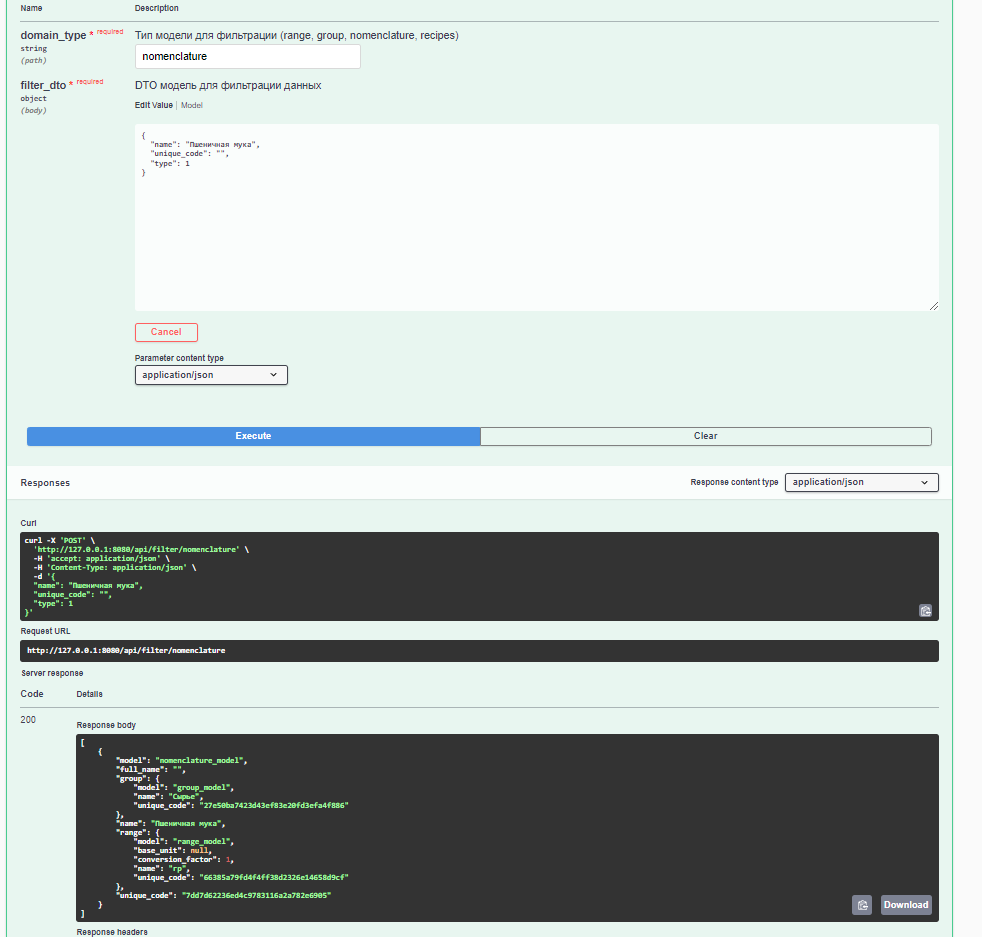 Name Description
domain_type * required Тип модели для фильтрации (range, group, nomenclature, recipes)
string
(path)
nomenclature
filter_dto * required DTO модель для фильтрации данных
object
(body)
Edit Value | Model
{
"name": "Пшеничная мука",
"unique_code": "",
"type": 1
}
Cancel
Parameter content type
application/json
Execute Clear
Responses Response content type application/json
Curl
curl -X 'POST' \
'http://127.0.0.1:8080/api/filter/nomenclature' \
-H 'accept: application/json' \
-H 'Content-Type: application/json' \
-d '{
"name": "Пшеничная мука",
"unique_code": "",
"type": 1
}'
Request URL
http://127.0.0.1:8080/api/filter/nomenclature
Server response
Code Details
200
Response body
[
{
"model": "nomenclature_model",
"full_name": "",
"group": {
"model": "group_model",
"name": "Сырье",
"unique_code": "27e50ba7423d43ef83e20fd3efa4f886"
},
"name": "Пшеничная мука",
"range": {
"model": "range_model",
"base_unit": null,
"conversion_factor": 1,
"name": "гр",
"unique_code": "66385a79fd4f4ff38d2326e14658d9cf"
},
"unique_code": "7dd7d62236ed4c9783116a2a782e6905"
}
]
Download
Response headers